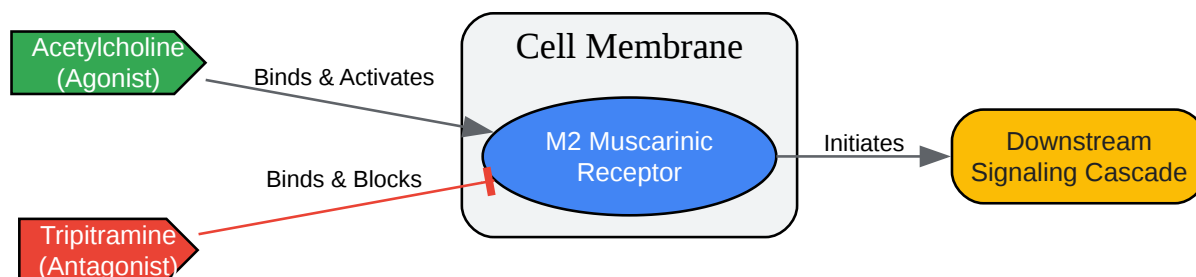 Acetylcholine
(Agonist)
Binds & Activates
Cell Membrane
M2 Muscarinic
Receptor
Initiates
Downstream
Signaling Cascade
Binds & Blocks
Tripitramine
(Antagonist)